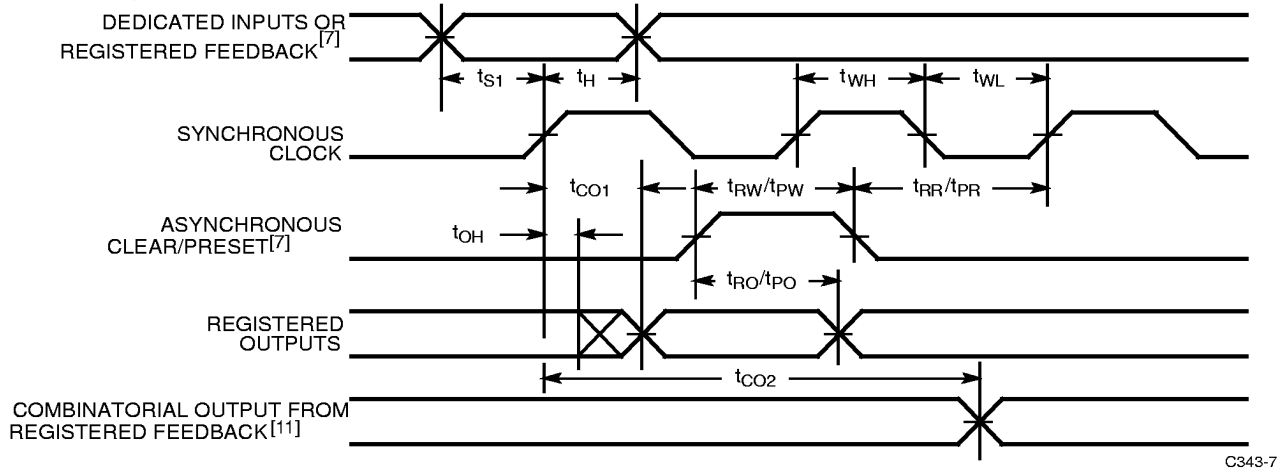 DEDICATED INPUTS OR
REGISTERED FEEDBACK[7]
tS1
tH
tWH
tWL
SYNCHRONOUS
CLOCK
tCO1
tRW/tPW
tRR/tPR
ASYNCHRONOUS
CLEAR/PRESET[7]
tOH
tRO/tPO
REGISTERED
OUTPUTS
tCO2
COMBINATORIAL OUTPUT FROM
REGISTERED FEEDBACK[11]
C343-7